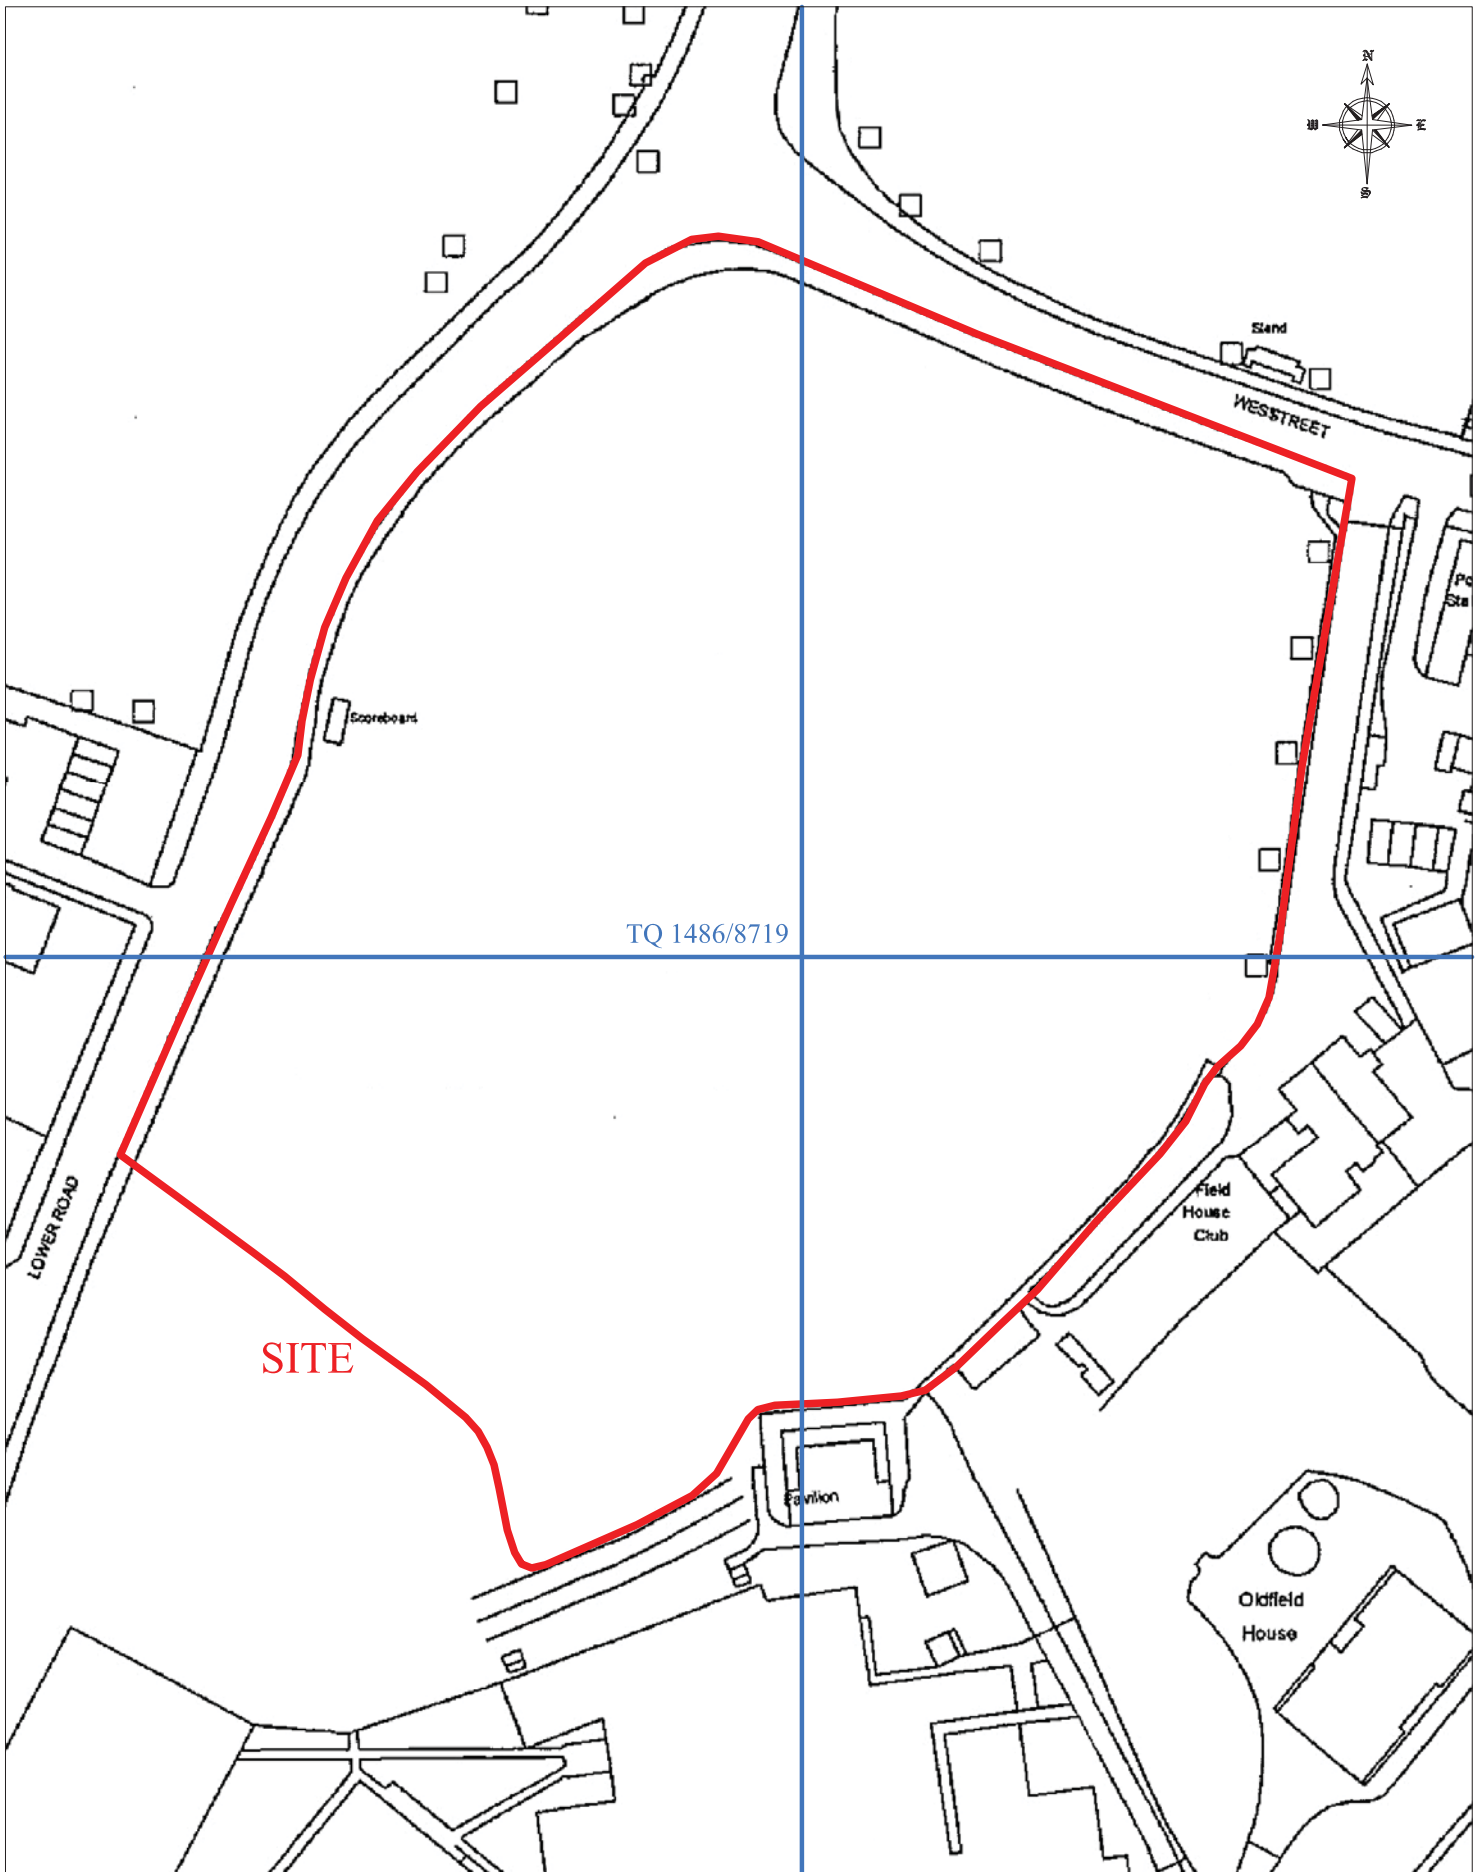 N
W E
S
Stand
WESSTREET
Scoreboard
TQ 1486/8719
Field
House
Club
LOWER ROAD
SITE
Pavilion
Oldfield
House